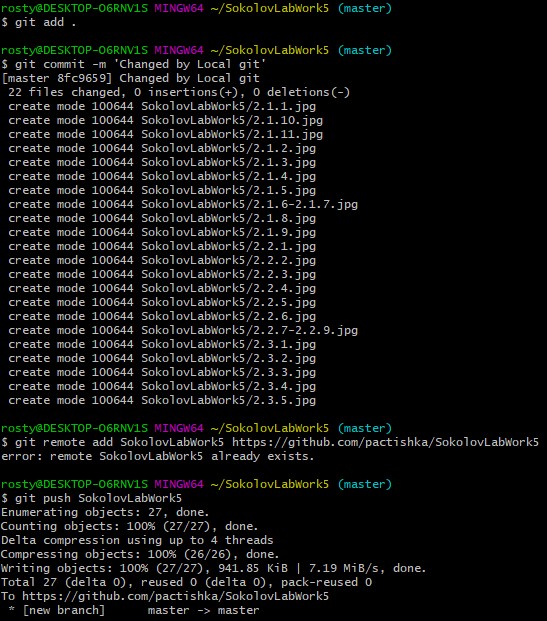 rosty@DESKTOP-O6RNV1S MINGW64 ~/SokolovLabWork5 (master)
$ git add .
rosty@DESKTOP-O6RNV1S MINGW64 ~/SokolovLabWork5 (master)
$ git commit -m 'Changed by Local git'
[master 8fc9659] Changed by Local git
 22 files changed, 0 insertions(+), 0 deletions(-)
 create mode 100644 SokolovLabWork5/2.1.1.jpg
 create mode 100644 SokolovLabWork5/2.1.10.jpg
 create mode 100644 SokolovLabWork5/2.1.11.jpg
 create mode 100644 SokolovLabWork5/2.1.2.jpg
 create mode 100644 SokolovLabWork5/2.1.3.jpg
 create mode 100644 SokolovLabWork5/2.1.4.jpg
 create mode 100644 SokolovLabWork5/2.1.5.jpg
 create mode 100644 SokolovLabWork5/2.1.6-2.1.7.jpg
 create mode 100644 SokolovLabWork5/2.1.8.jpg
 create mode 100644 SokolovLabWork5/2.1.9.jpg
 create mode 100644 SokolovLabWork5/2.2.1.jpg
 create mode 100644 SokolovLabWork5/2.2.2.jpg
 create mode 100644 SokolovLabWork5/2.2.3.jpg
 create mode 100644 SokolovLabWork5/2.2.4.jpg
 create mode 100644 SokolovLabWork5/2.2.5.jpg
 create mode 100644 SokolovLabWork5/2.2.6.jpg
 create mode 100644 SokolovLabWork5/2.2.7-2.2.9.jpg
 create mode 100644 SokolovLabWork5/2.3.1.jpg
 create mode 100644 SokolovLabWork5/2.3.2.jpg
 create mode 100644 SokolovLabWork5/2.3.3.jpg
 create mode 100644 SokolovLabWork5/2.3.4.jpg
 create mode 100644 SokolovLabWork5/2.3.5.jpg
rosty@DESKTOP-O6RNV1S MINGW64 ~/SokolovLabWork5 (master)
$ git remote add SokolovLabWork5 https://github.com/pactishka/SokolovLabWork5
error: remote SokolovLabWork5 already exists.
rosty@DESKTOP-O6RNV1S MINGW64 ~/SokolovLabWork5 (master)
$ git push SokolovLabWork5
Enumerating objects: 27, done.
Counting objects: 100% (27/27), done.
Delta compression using up to 4 threads
Compressing objects: 100% (26/26), done.
Writing objects: 100% (27/27), 941.85 KiB | 7.19 MiB/s, done.
Total 27 (delta 0), reused 0 (delta 0), pack-reused 0
To https://github.com/pactishka/SokolovLabWork5
 * [new branch]      master -> master